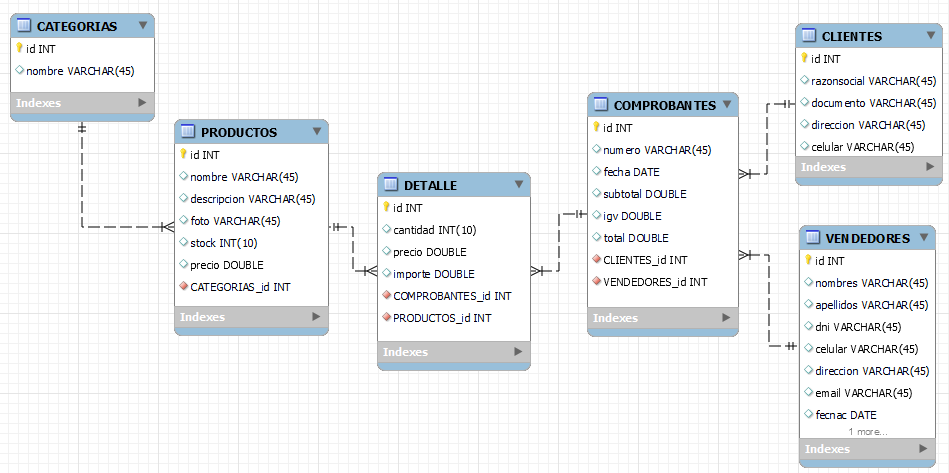 CATEGORIAS
id INT
nombre VARCHAR(45)
Indexes
PRODUCTOS
id INT
nombre VARCHAR(45)
descripcion VARCHAR(45)
foto VARCHAR(45)
stock INT(10)
precio DOUBLE
CATEGORIAS_id INT
Indexes
DETALLE
id INT
cantidad INT(10)
precio DOUBLE
importe DOUBLE
COMPROBANTES_id INT
PRODUCTOS_id INT
Indexes
COMPROBANTES
id INT
numero VARCHAR(45)
fecha DATE
subtotal DOUBLE
igv DOUBLE
total DOUBLE
CLIENTES_id INT
VENDEDORES_id INT
Indexes
CLIENTES
id INT
razonsocial VARCHAR(45)
documento VARCHAR(45)
direccion VARCHAR(45)
celular VARCHAR(45)
Indexes
VENDEDORES
id INT
nombres VARCHAR(45)
apellidos VARCHAR(45)
dni VARCHAR(45)
celular VARCHAR(45)
direccion VARCHAR(45)
email VARCHAR(45)
fecnac DATE
1 more...
Indexes